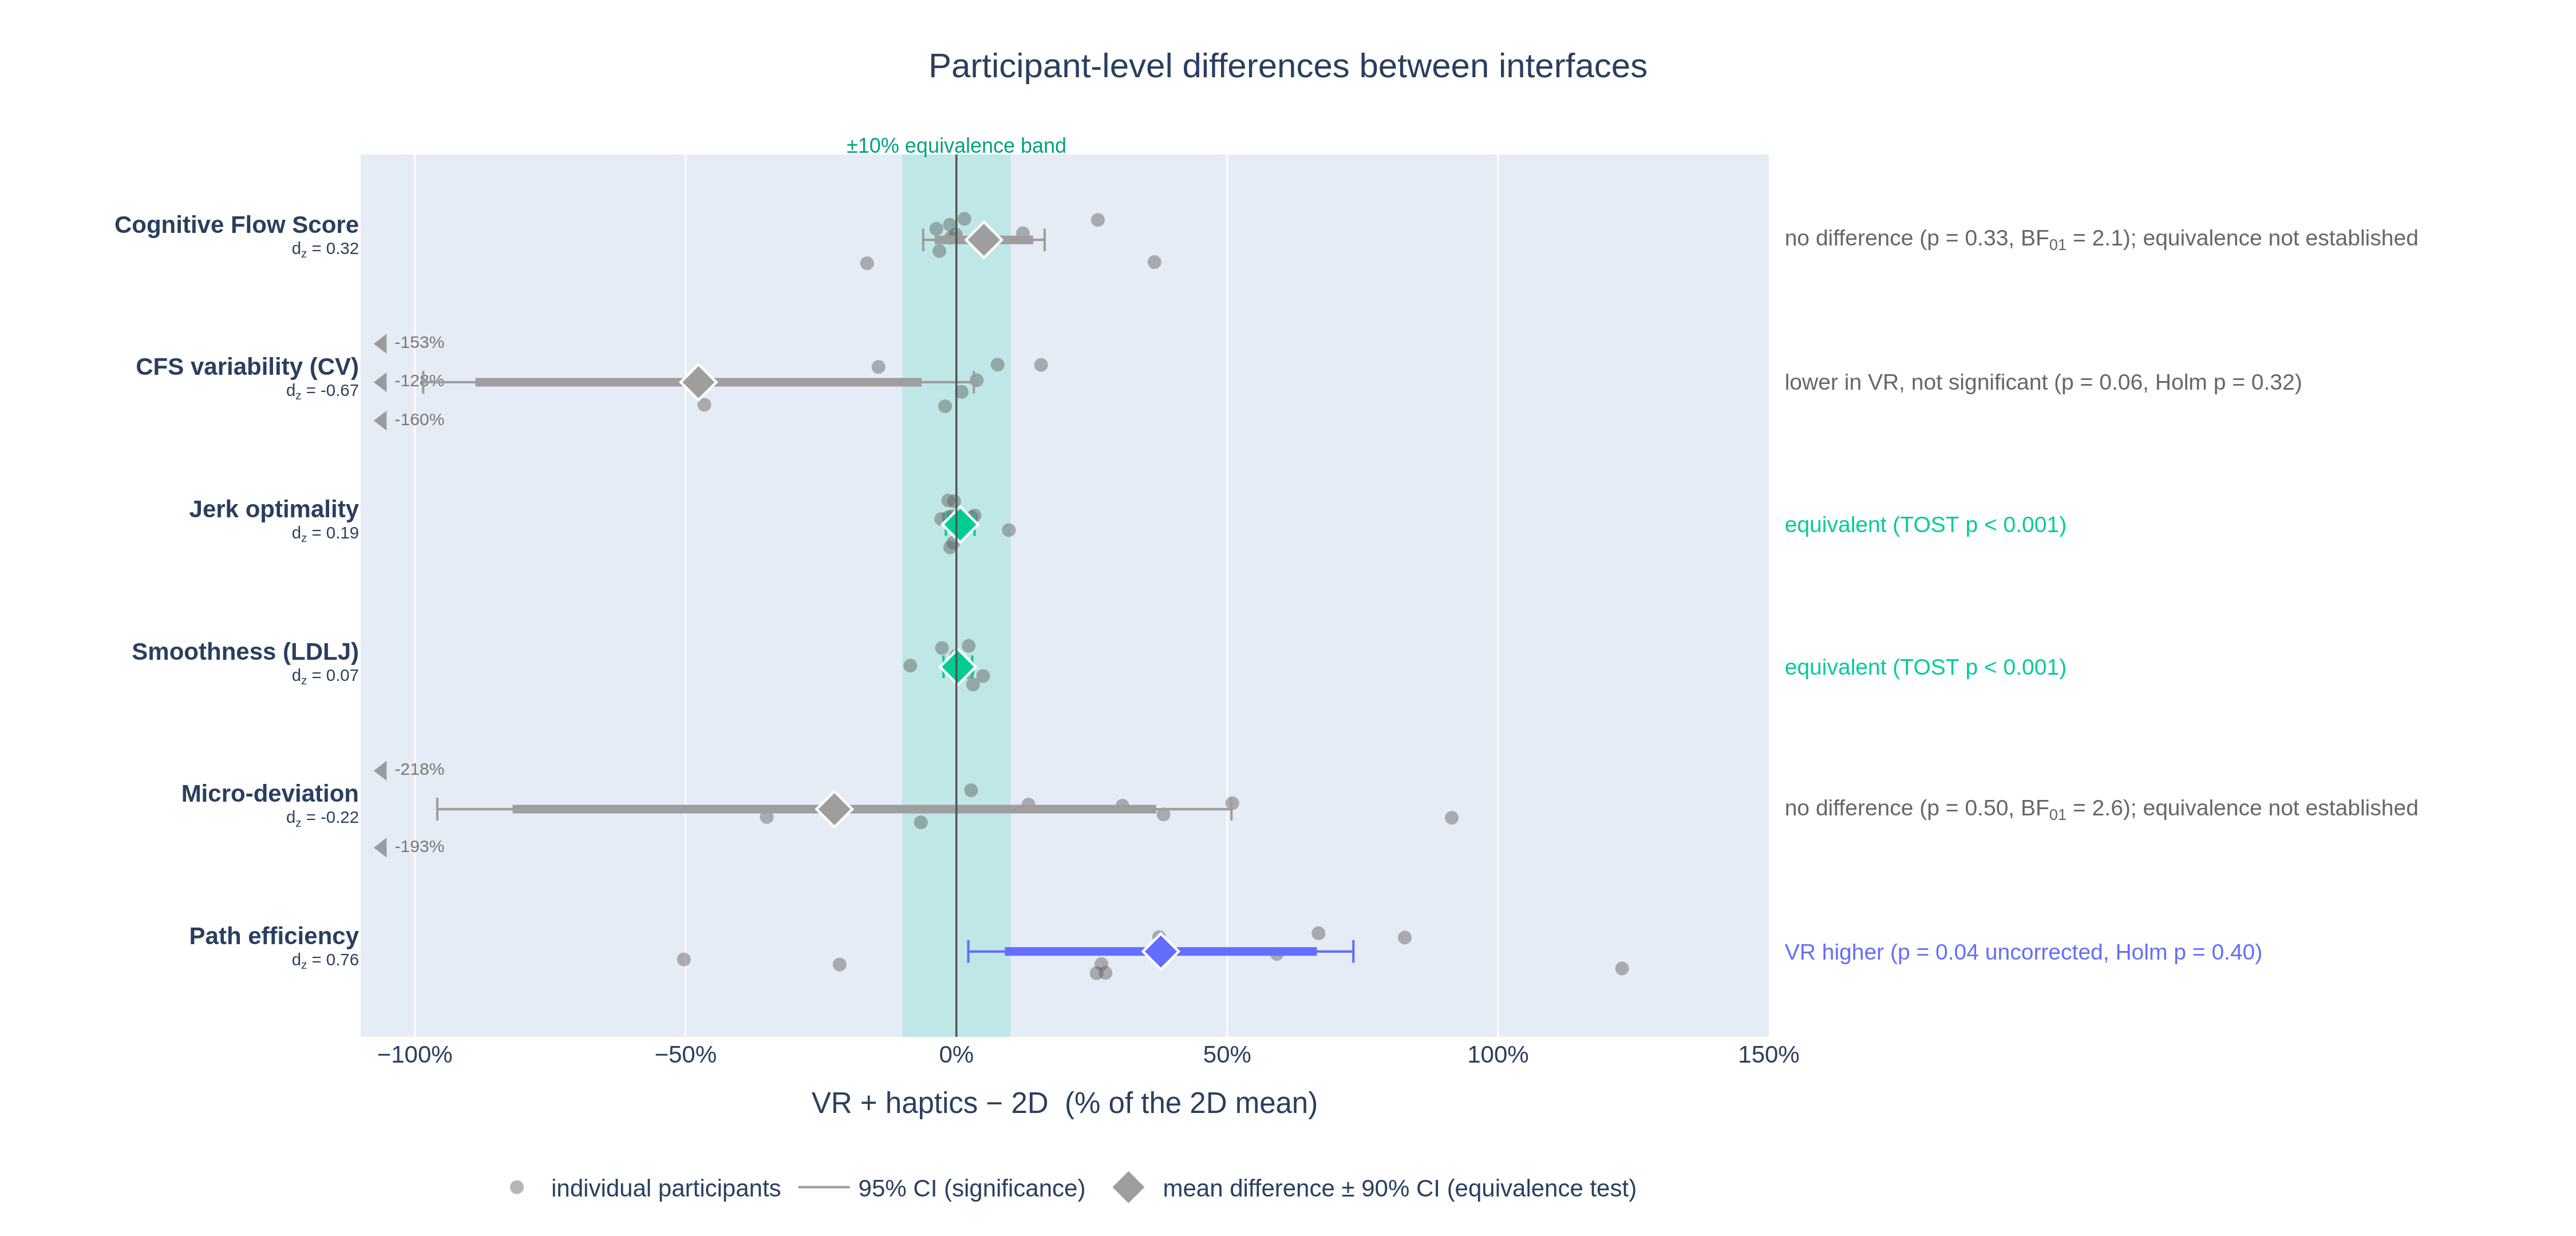 Participant-level differences between interfaces
±10% equivalence band
Cognitive Flow Score
dz = 0.32
no difference (p = 0.33, BF01 = 2.1); equivalence not established
-153%
CFS variability (CV)
dz = -0.67
-128%
lower in VR, not significant (p = 0.06, Holm p = 0.32)
-160%
Jerk optimality
dz = 0.19
equivalent (TOST p < 0.001)
Smoothness (LDLJ)
dz = 0.07
equivalent (TOST p < 0.001)
-218%
Micro-deviation
dz = -0.22
no difference (p = 0.50, BF01 = 2.6); equivalence not established
-193%
Path efficiency
dz = 0.76
VR higher (p = 0.04 uncorrected, Holm p = 0.40)
−100% −50% 0% 50% 100% 150%
VR + haptics − 2D (% of the 2D mean)
individual participants 95% CI (significance) mean difference ± 90% CI (equivalence test)